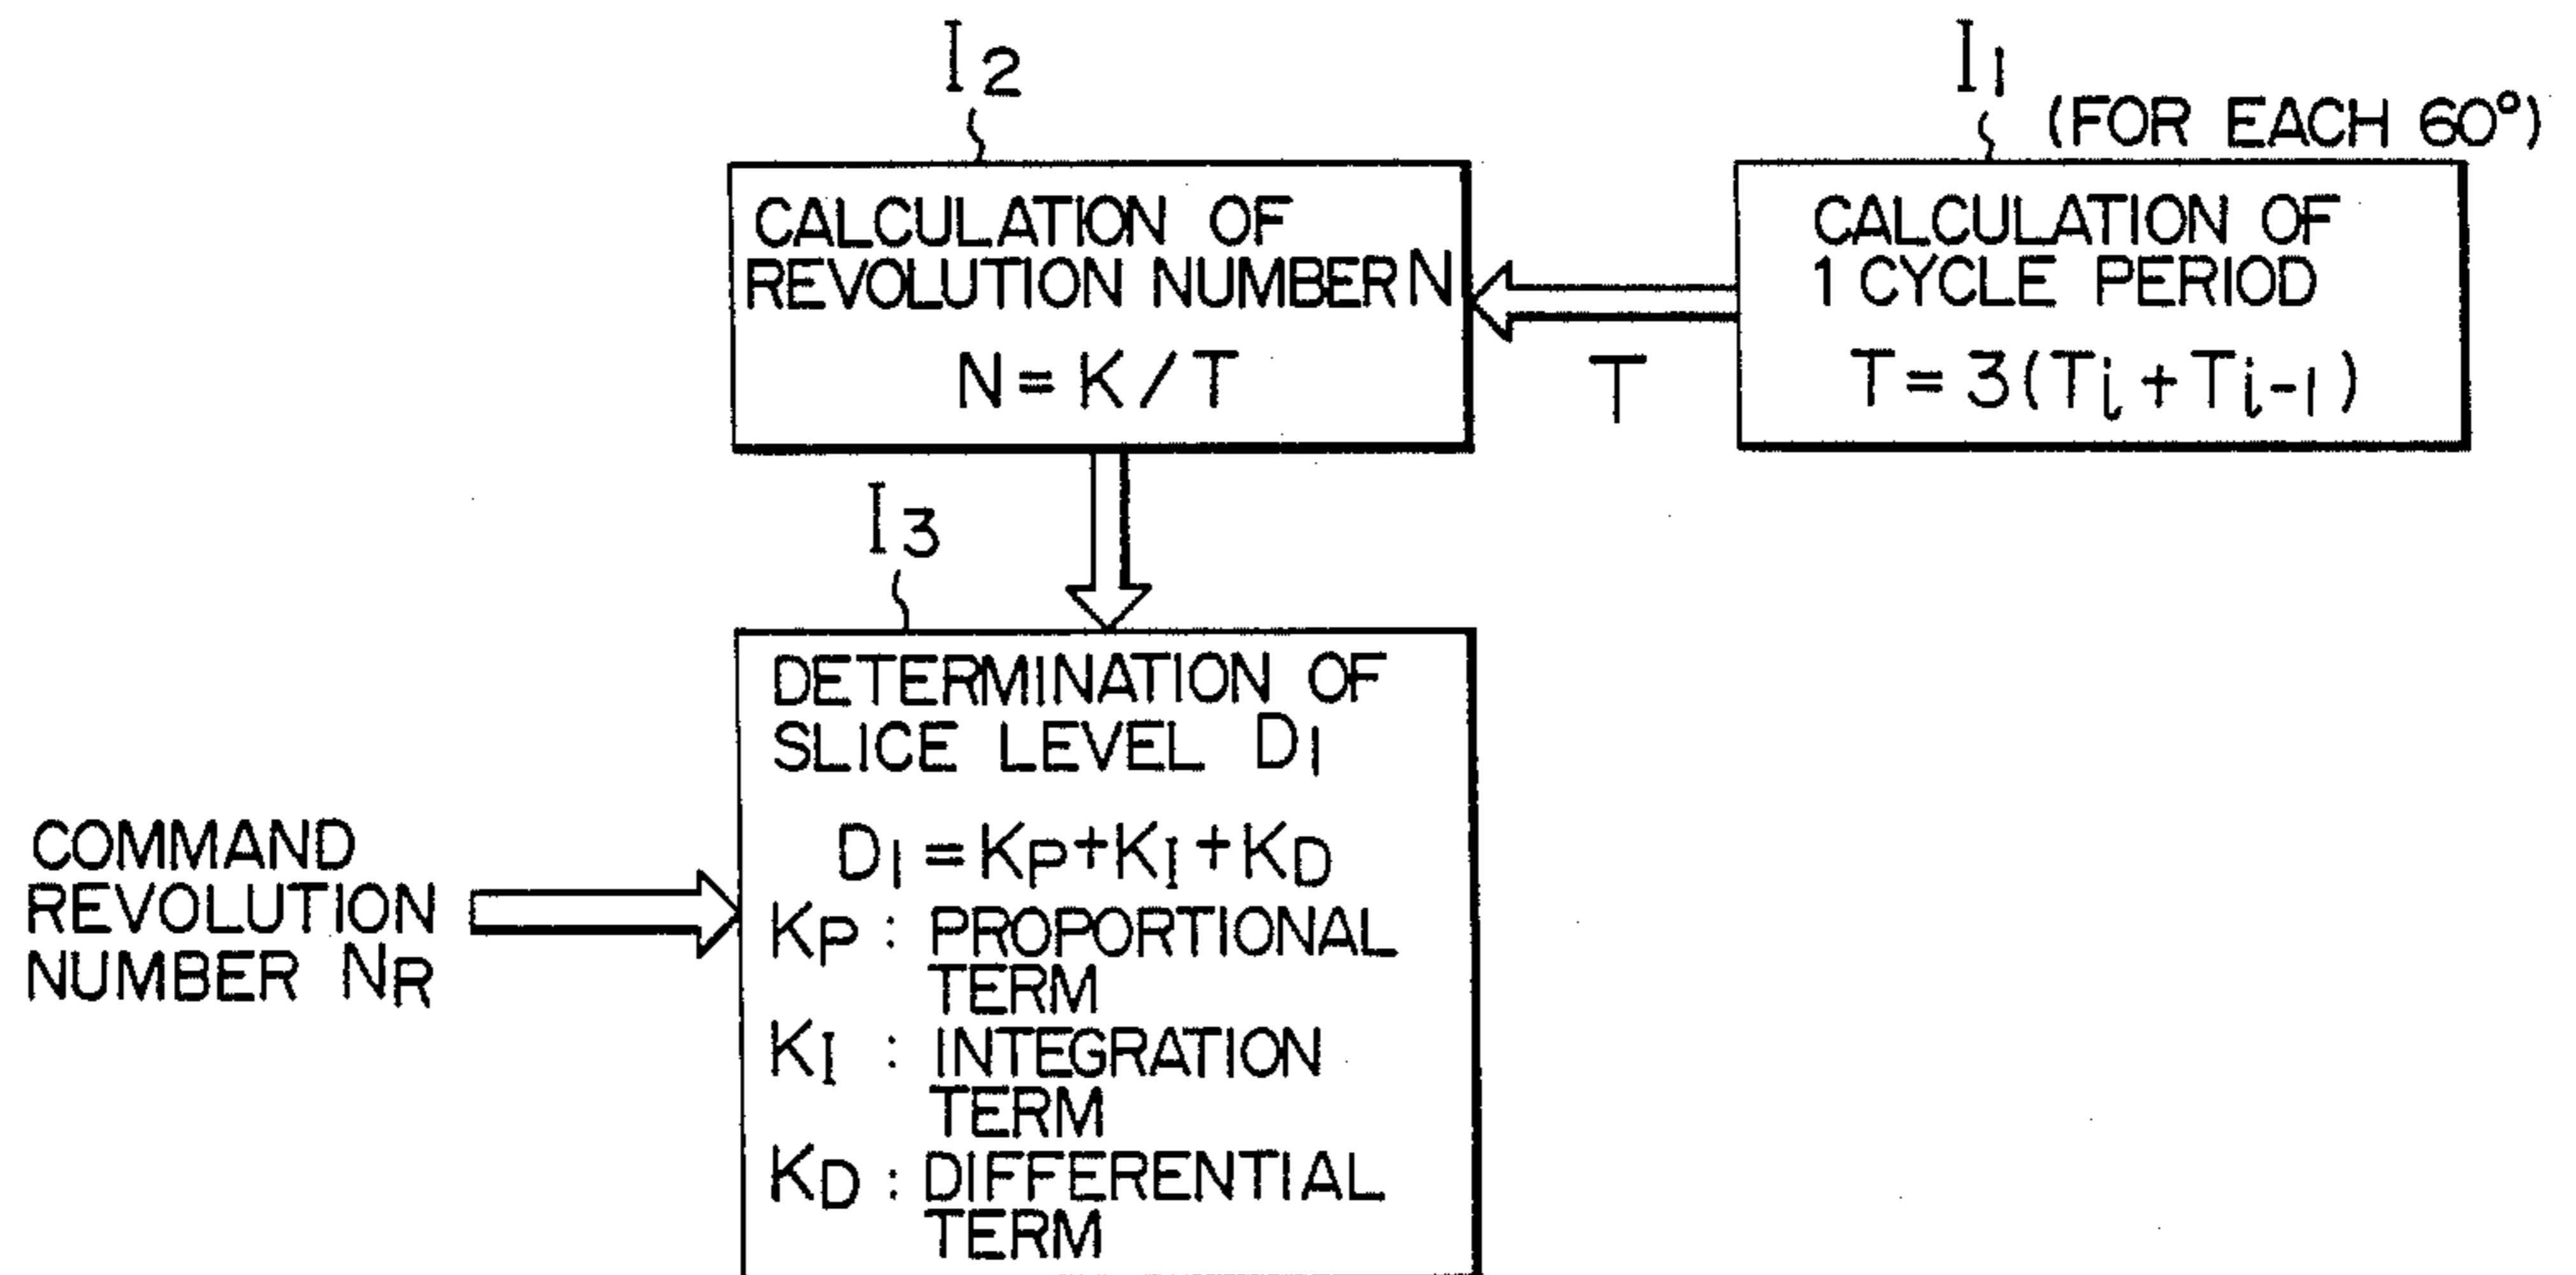 I2
CALCULATION OF
REVOLUTION NUMBER N
N = K / T
I1
(FOR EACH 60°)
CALCULATION OF
1 CYCLE PERIOD
T = 3 (Ti + Ti-1)
T
I3
DETERMINATION OF
SLICE LEVEL D1
D1 = KP + KI + KD
KP : PROPORTIONAL
TERM
KI : INTEGRATION
TERM
KD : DIFFERENTIAL
TERM
COMMAND
REVOLUTION
NUMBER NR